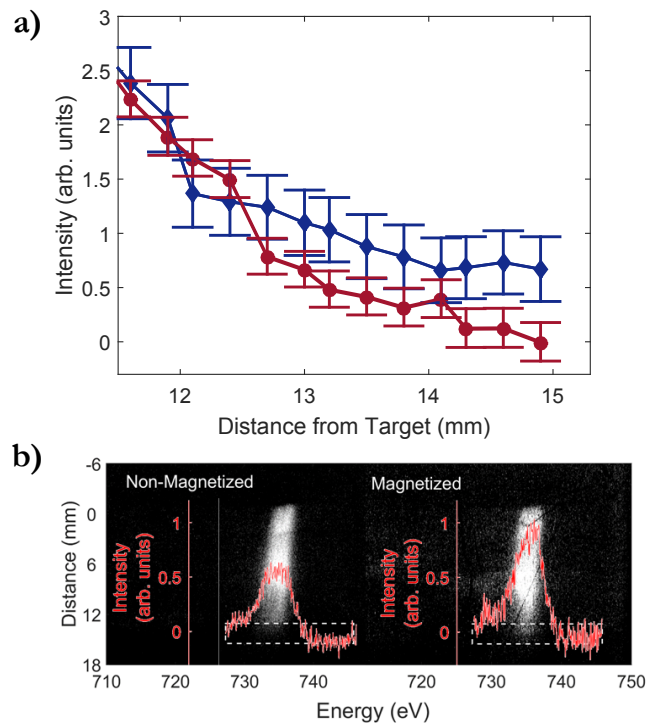 a)
3
2.5
2
1.5
1
0.5
0
Intensity (arb. units)
12 13 14 15
Distance from Target (mm)
b)
-6
0
6
12
18
Distance (mm)
Non-Magnetized
Magnetized
1
0.5
0
Intensity
(arb. units)
1
0.5
0
Intensity
(arb. units)
710 720 730 740 720 730 740 750
Energy (eV)